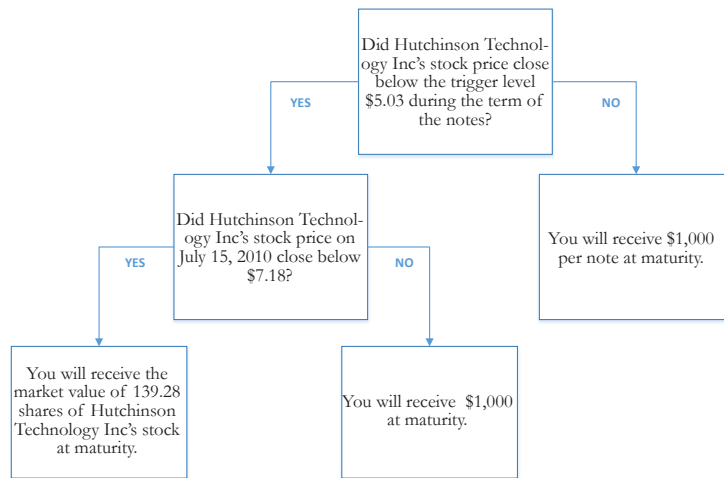 Did Hutchinson Technol-
ogy Inc's stock price close
below the trigger level
$5.03 during the term of
the notes?
YES
NO
Did Hutchinson Technol-
ogy Inc's stock price on
July 15, 2010 close below
$7.18?
You will receive $1,000
per note at maturity.
YES
NO
You will receive the
market value of 139.28
shares of Hutchinson
Technology Inc's stock
at maturity.
You will receive $1,000
at maturity.